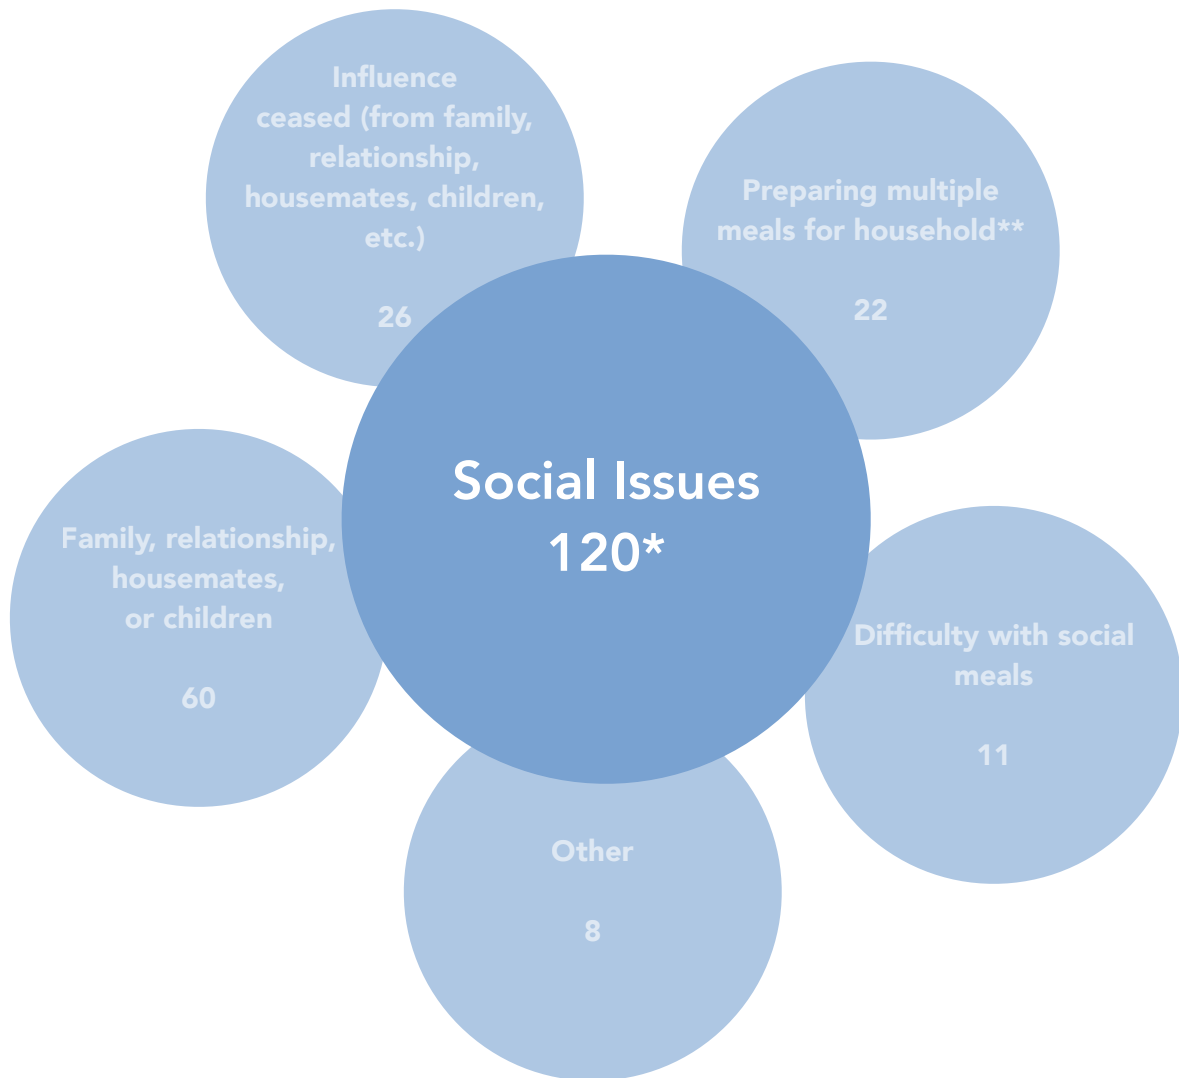 Influence
ceased (from family,
relationship,
housemates, children,
etc.)
26
Preparing multiple
meals for household**
22
Social Issues
120*
Family, relationship,
housemates,
or children
60
Difficulty with social
meals
11
Other
8